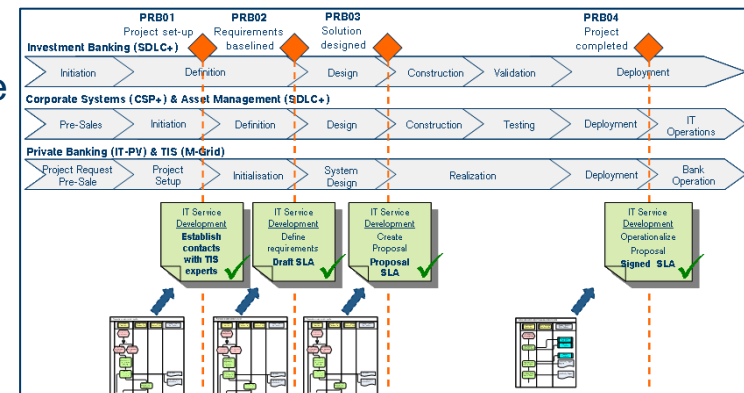 PRB01
Project set-up
PRB02
Requirements
baselined
PRB03
Solution
designed
PRB04
Project
completed
Investment Banking (SDLC+)
Initiation
Definition
Design
Construction
Validation
Deployment
Corporate Systems (CSP+) & Asset Management (SDLC+)
Pre-Sales
Initiation
Definition
Design
Construction
Testing
Deployment
IT
Operations
Private Banking (IT-PV) & TIS (M-Grid)
Project Request
Pre-Sale
Project
Setup
Initialisation
System
Design
Realization
Deployment
Bank
Operation
IT Service
Development
Establish
contacts
with TIS
experts
IT Service
Development
Define
requirements
Draft SLA
IT Service
Development
Create
Proposal
Proposal
SLA
IT Service
Development
Operationalize
Proposal
Signed SLA